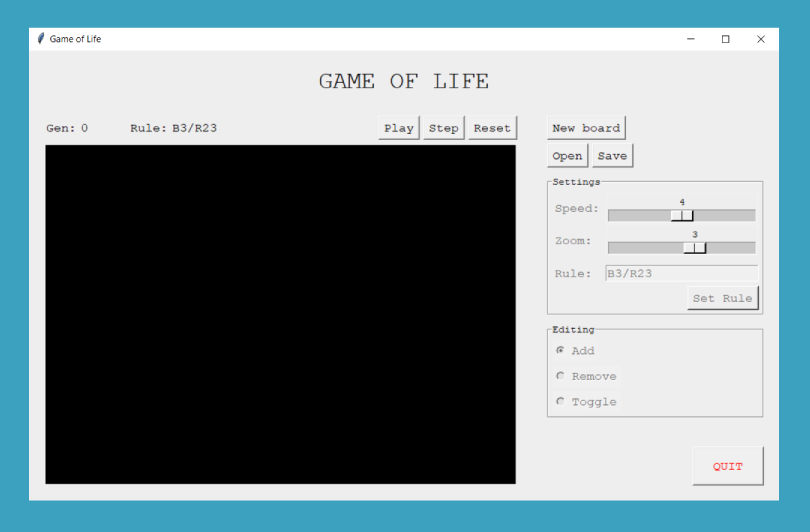 Game of Life
GAME OF LIFE
Gen: 0 Rule: B3/R23 Play Step Reset
New board
Open Save
Settings
Speed: 4
Zoom: 3
Rule: B3/R23
Set Rule
Editing
Add
Remove
Toggle
QUIT